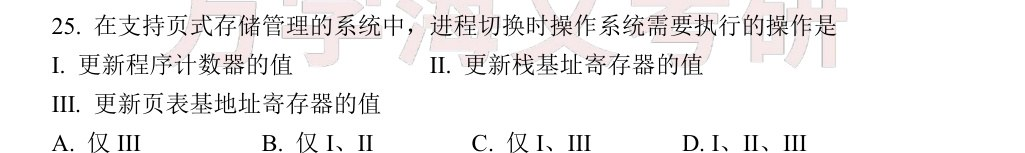 25. 在支持页式存储管理的系统中，进程切换时操作系统需要执行的操作是
I. 更新程序计数器的值 II. 更新栈基址寄存器的值
III. 更新页表基地址寄存器的值
A. 仅 III B. 仅 I、II C. 仅 I、III D. I、II、III